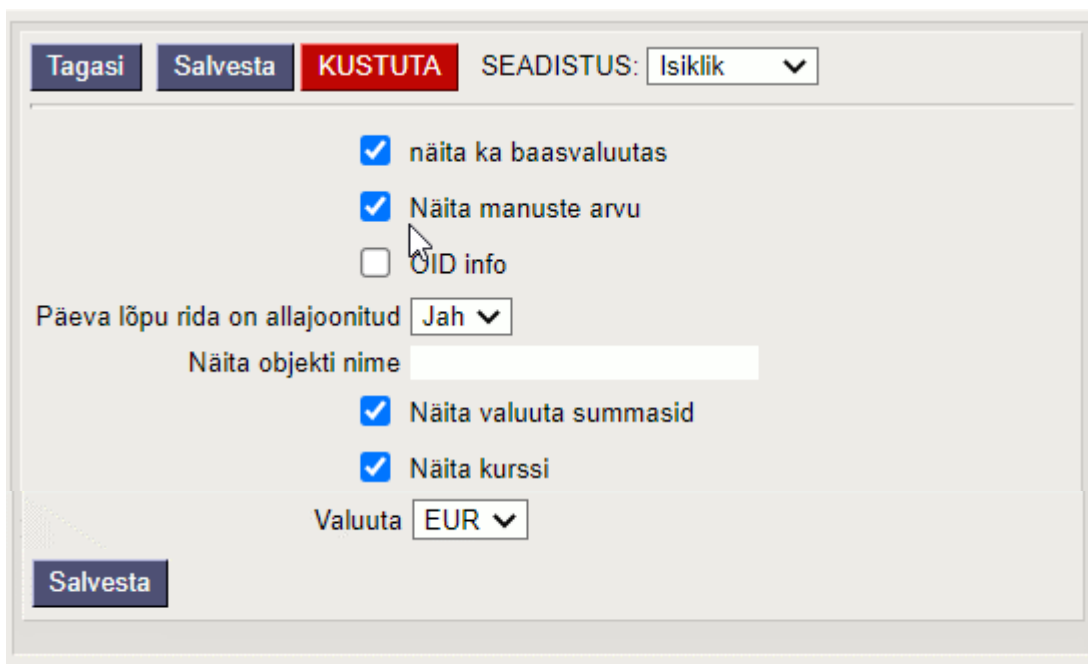 Tagasi Salvesta KUSTUTA SEADISTUS: Isiklik
näita ka baasvaluutas
Näita manuste arvu
OID info
Päeva lõpu rida on allajoonitud Jah
Näita objekti nime
Näita valuuta summasid
Näita kurssi
Valuuta EUR
Salvesta